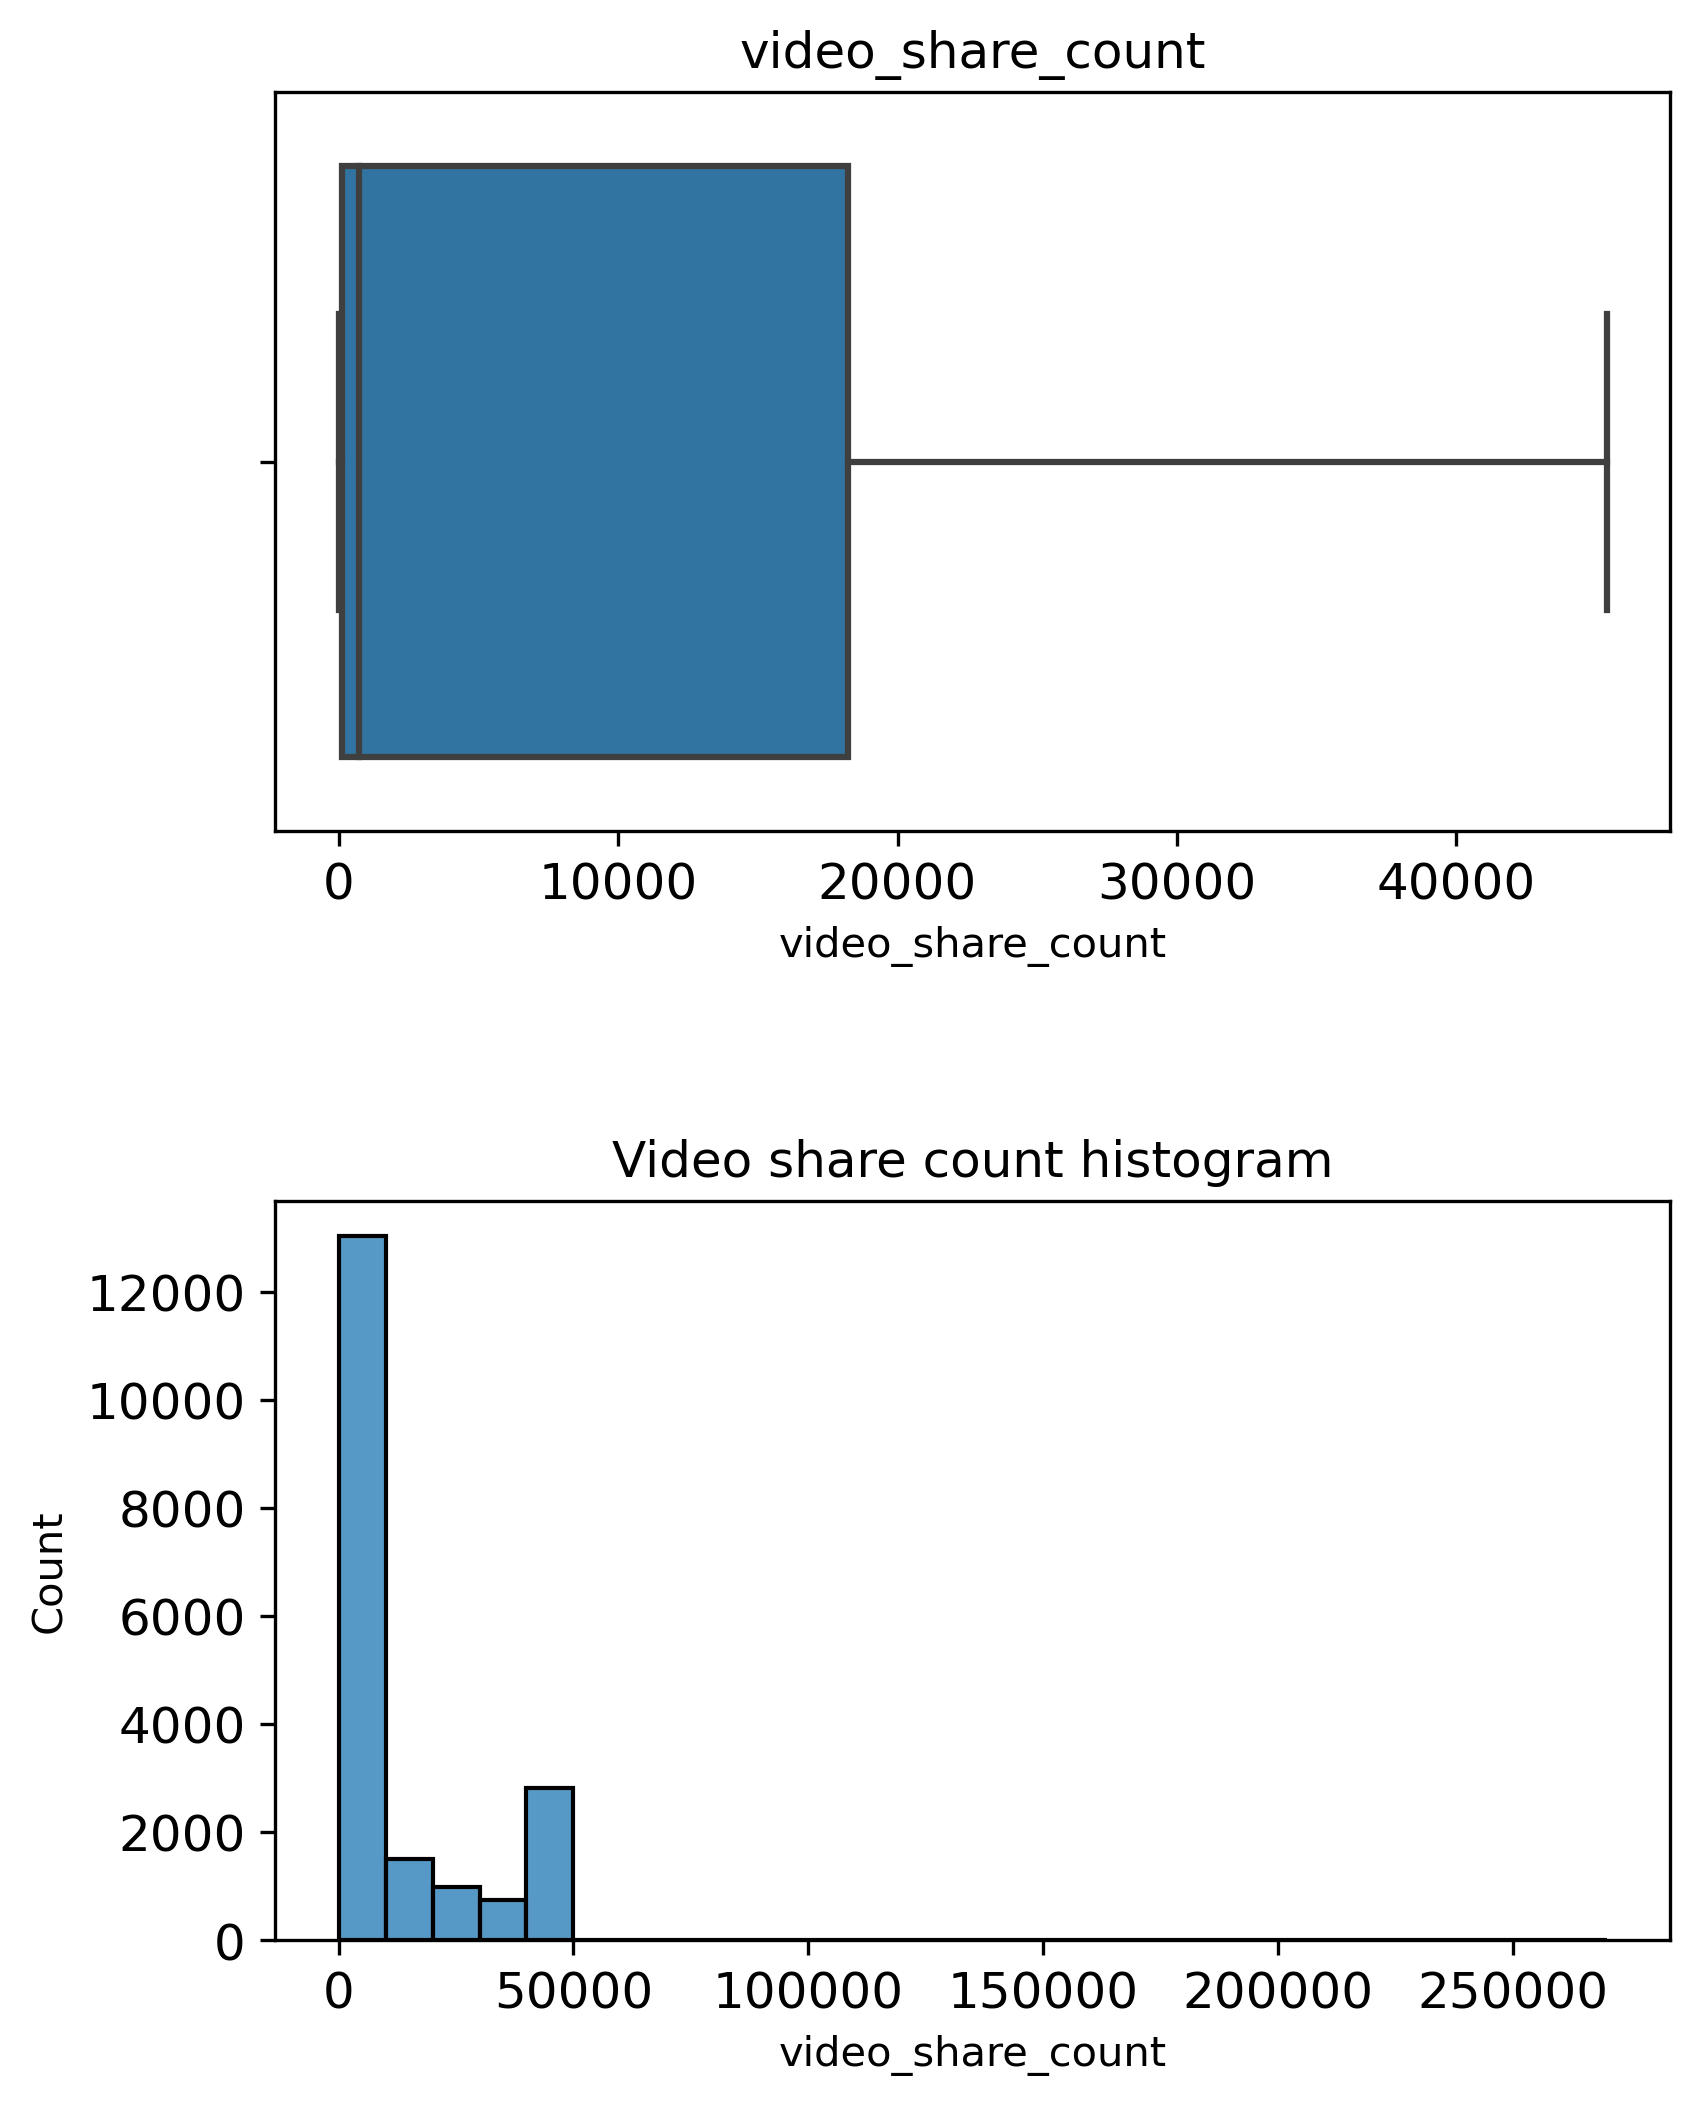 video_share_count
0 10000 20000 30000 40000
video_share_count
Video share count histogram
12000
10000
8000
6000
4000
2000
0
Count
0 50000 100000 150000 200000 250000
video_share_count